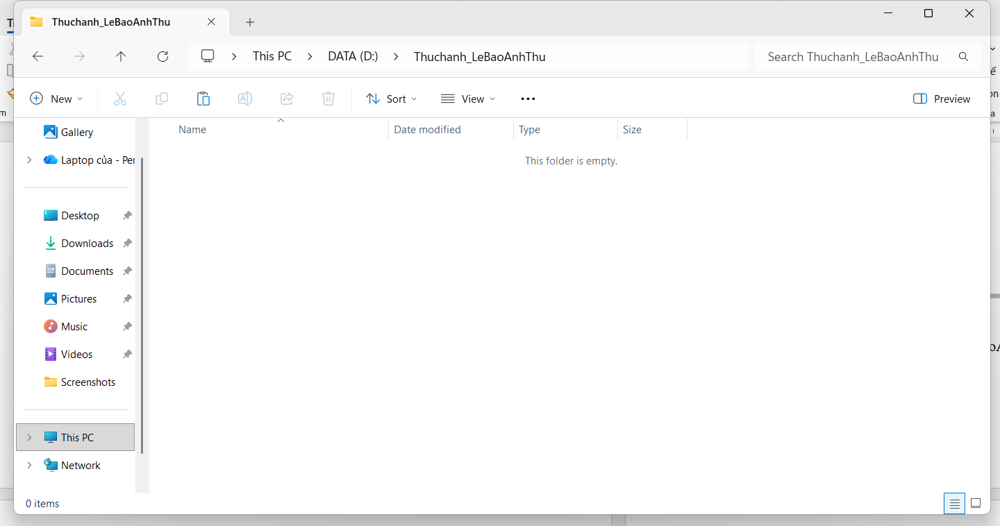 Thuchanh_LeBaoAnhThu
This PC
DATA (D:)
Thuchanh_LeBaoAnhThu
Search Thuchanh_LeBaoAnhThu
New
Sort
View
Preview
Gallery
Laptop của - Per
Desktop
Downloads
Documents
Pictures
Music
Videos
Screenshots
This PC
Network
Name
Date modified
Type
Size
This folder is empty.
0 items